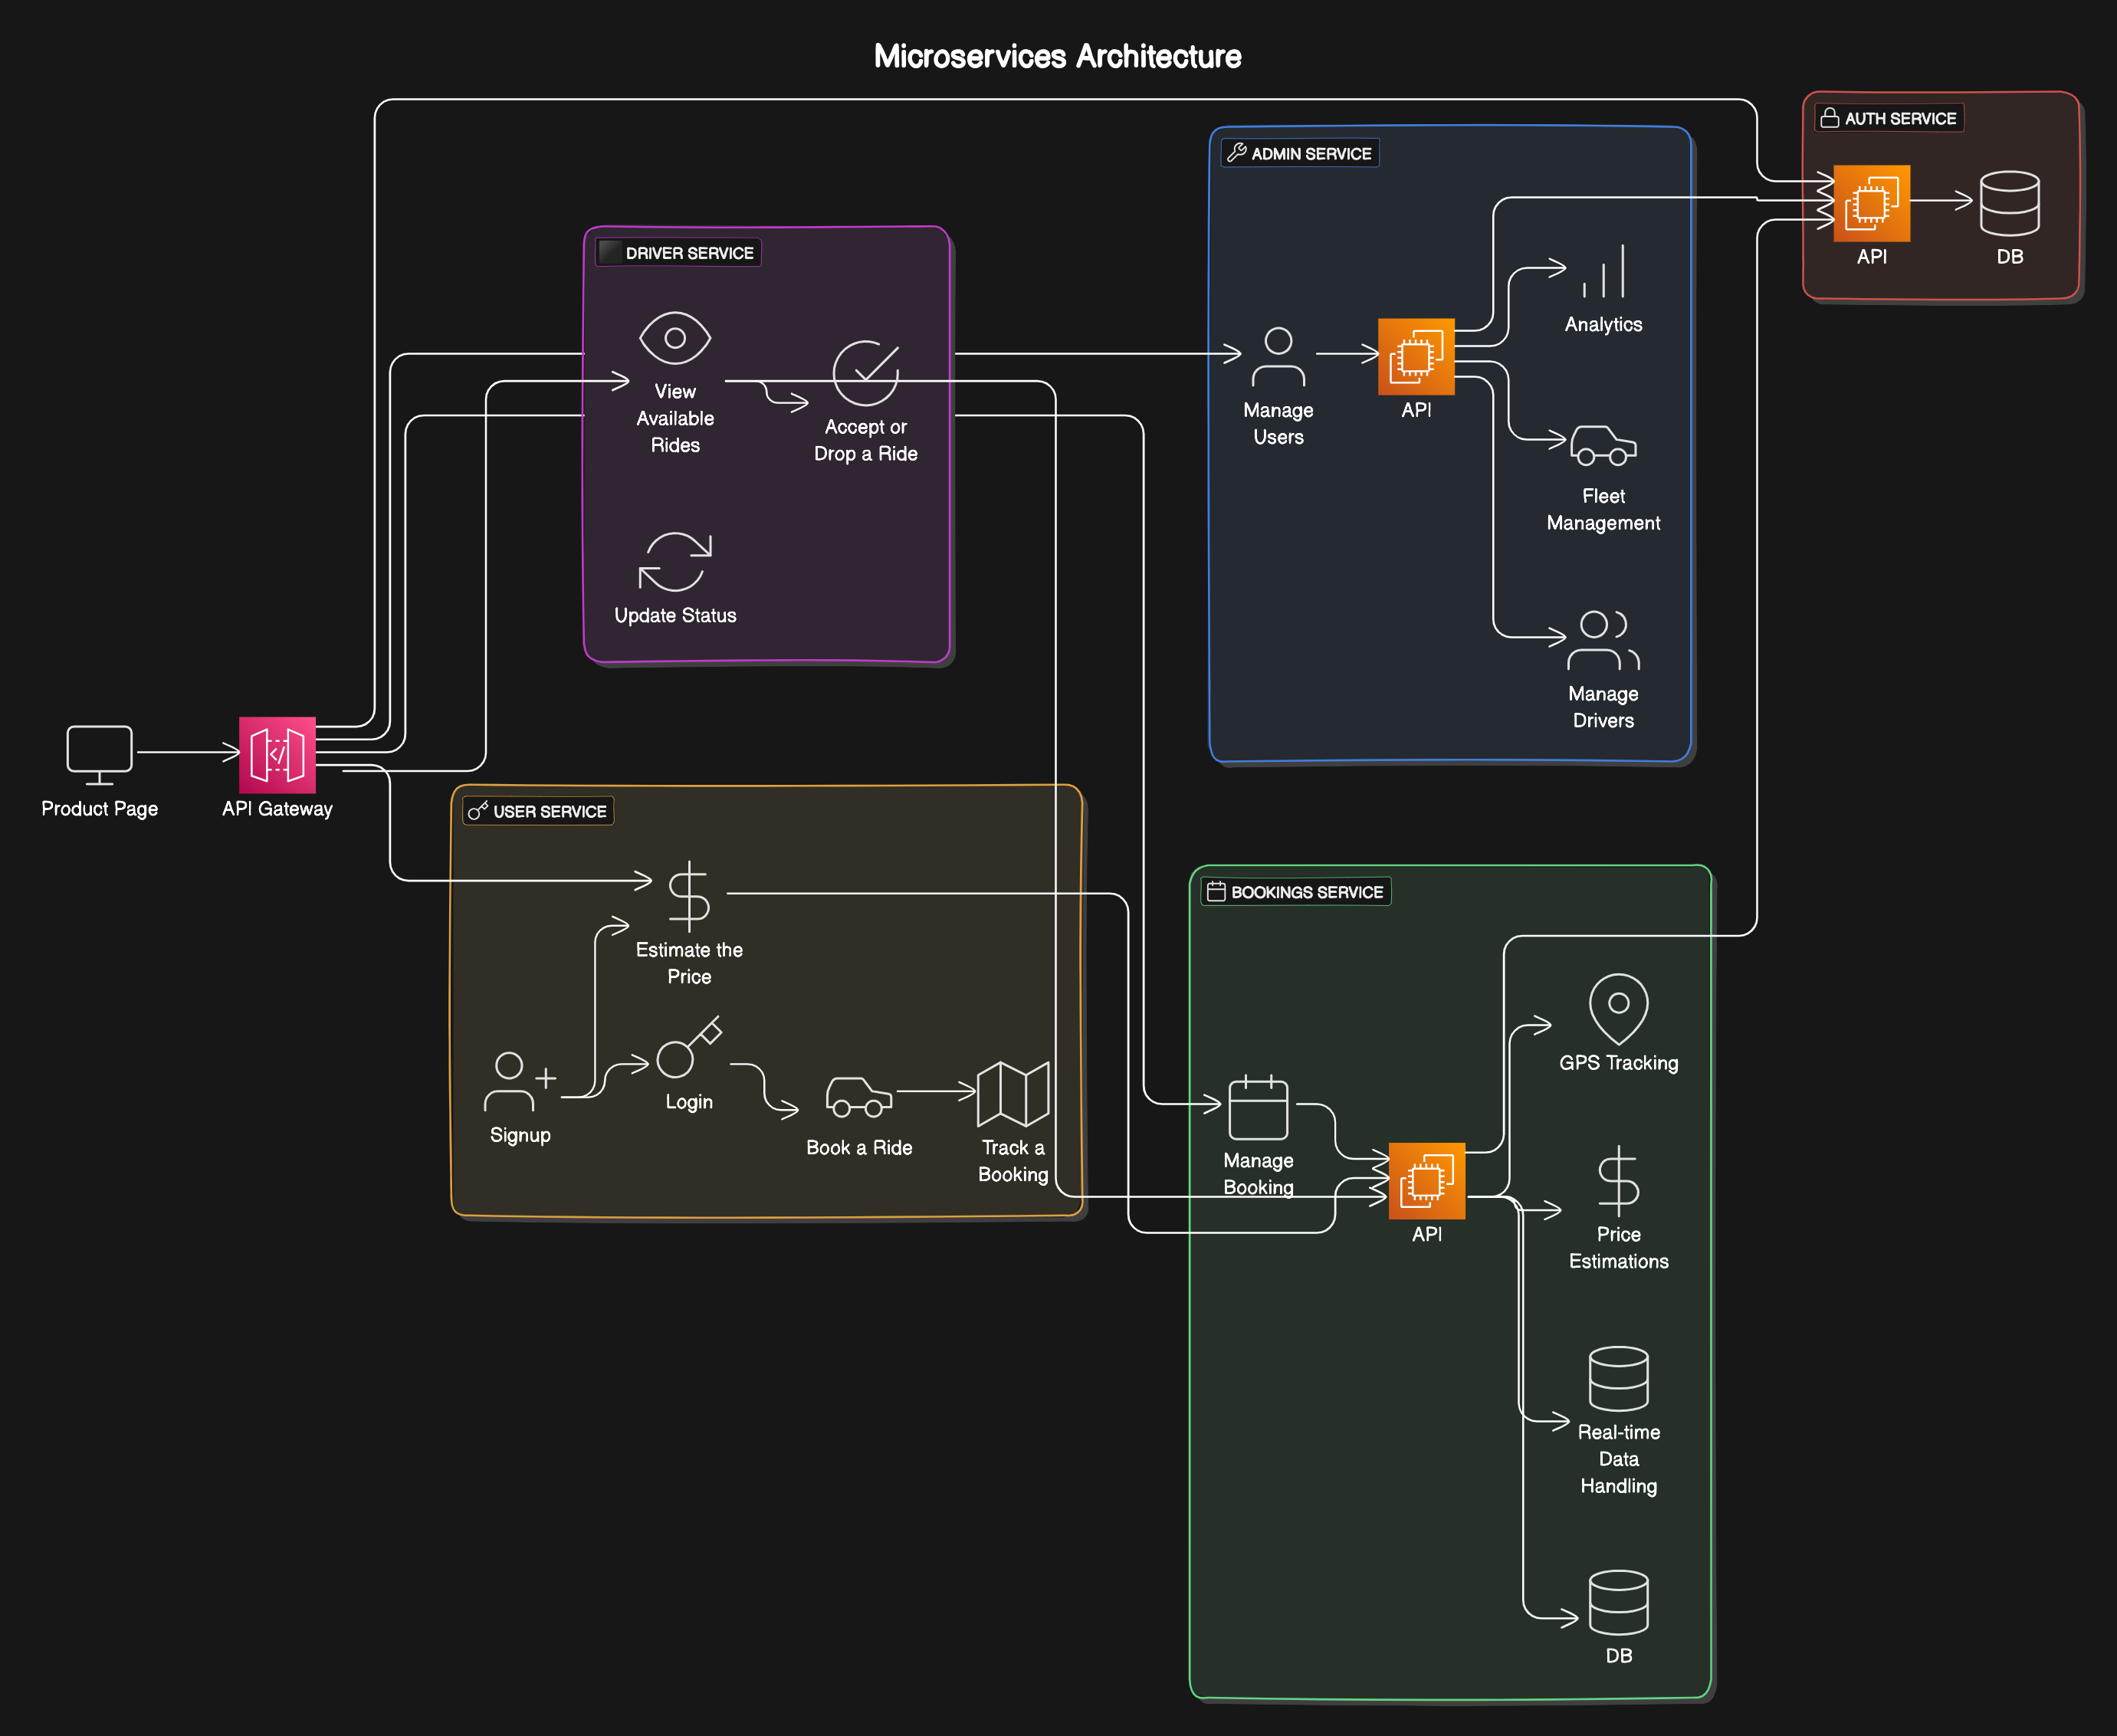 Microservices Architecture
AUTH SERVICE
API
DB
ADMIN SERVICE
Manage
Users
API
Analytics
Fleet
Management
Manage
Drivers
DRIVER SERVICE
View
Available
Rides
Accept or
Drop a Ride
Update Status
Product Page
API Gateway
USER SERVICE
Estimate the
Price
Signup
Login
Book a Ride
Track a
Booking
BOOKINGS SERVICE
Manage
Booking
API
GPS Tracking
Price
Estimations
Real-time
Data
Handling
DB